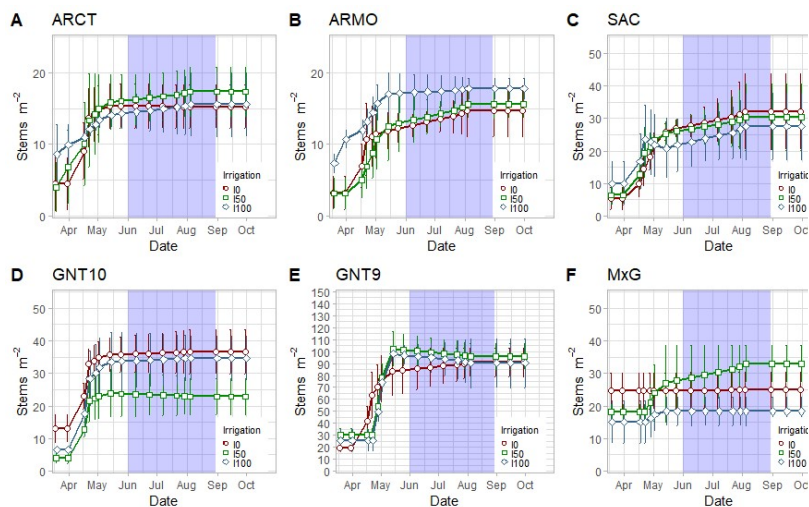 A ARCT
Stems m⁻²
20
10
0
Irrigation
I0
I50
I100
Apr May Jun Jul Aug Sep Oct
Date
B ARMO
Stems m⁻²
20
10
0
Irrigation
I0
I50
I100
Apr May Jun Jul Aug Sep Oct
Date
C SAC
Stems m⁻²
50
40
30
20
10
0
Irrigation
I0
I50
I100
Apr May Jun Jul Aug Sep Oct
Date
D GNT10
Stems m⁻²
50
40
30
20
10
0
Irrigation
I0
I50
I100
Apr May Jun Jul Aug Sep Oct
Date
E GNT9
Stems m⁻²
150
140
130
120
110
100
90
80
70
60
50
40
30
20
10
0
Irrigation
I0
I50
I100
Apr May Jun Jul Aug Sep Oct
Date
F MxG
Stems m⁻²
50
40
30
20
10
0
Irrigation
I0
I50
I100
Apr May Jun Jul Aug Sep Oct
Date